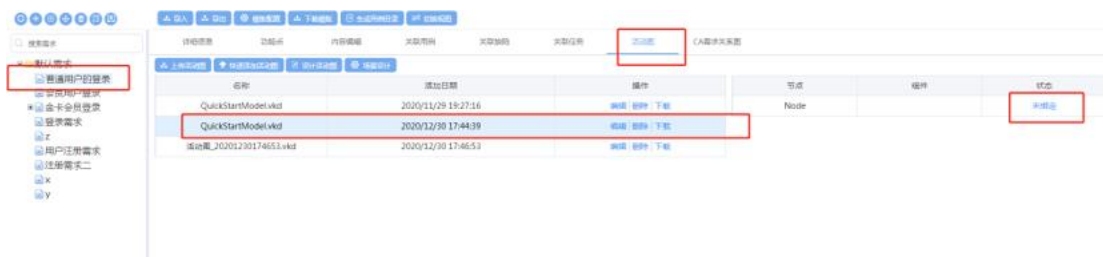 导入 导出 模板配置 下载模板 生成用例目录 切换视图
搜索需求
详细信息 功能点 内容编辑 关联用例 关联缺陷 关联任务 活动图 CA需求关系图
默认需求
上传活动图 快速添加活动图 设计活动图 场景设计
普通用户的登录
名称 添加日期 操作 节点 组件 状态
会员用户登录
QuickStartModel.vkd 2020/11/29 19:27:16 编辑 删除 下载 Node 未绑定
金卡会员登录
登录需求
QuickStartModel.vkd 2020/12/30 17:44:39 编辑 删除 下载
z
用户注册需求
活动图_20201230174653.vkd 2020/12/30 17:46:53 编辑 删除 下载
注册需求二
x
y